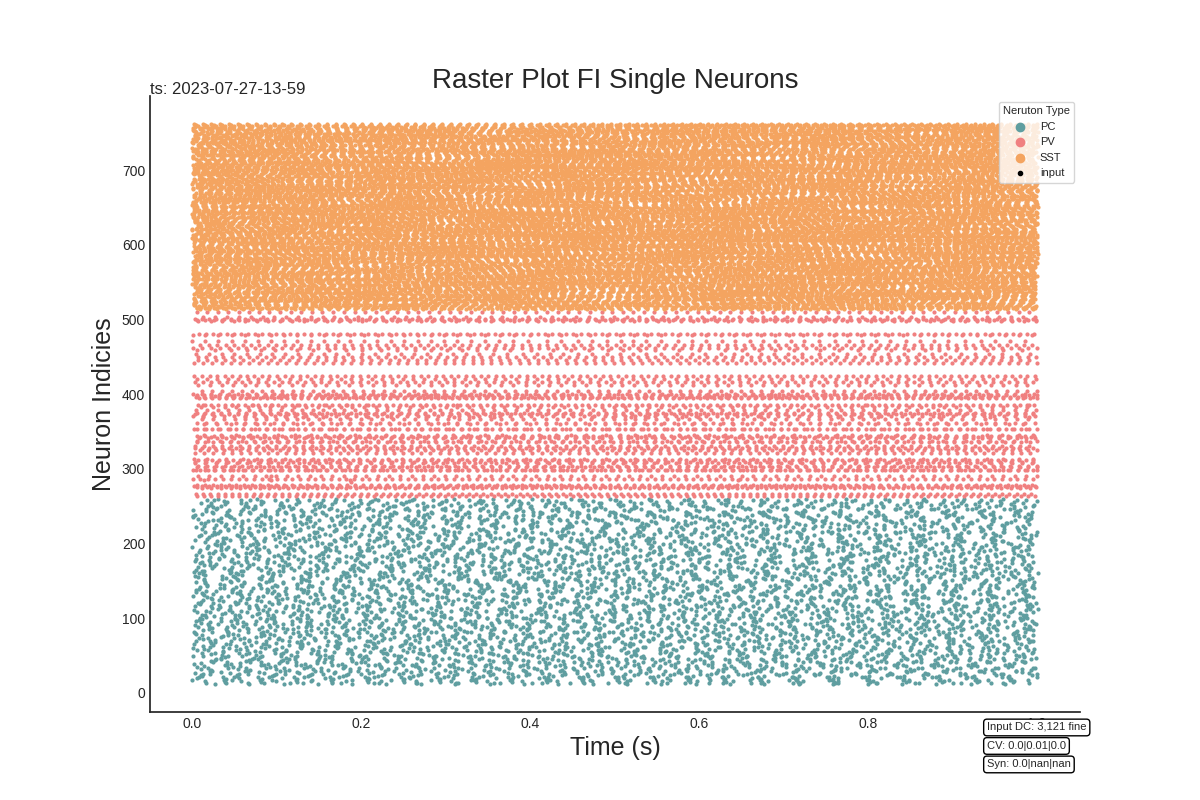 Raster Plot FI Single Neurons
ts: 2023-07-27-13-59
Neruton Type
PC
PV
SST
input
Neuron Indicies
700
600
500
400
300
200
100
0
0.0
0.2
0.4
0.6
0.8
Time (s)
Input DC: 3,121 fine
CV: 0.0|0.01|0.0
Syn: 0.0|nan|nan